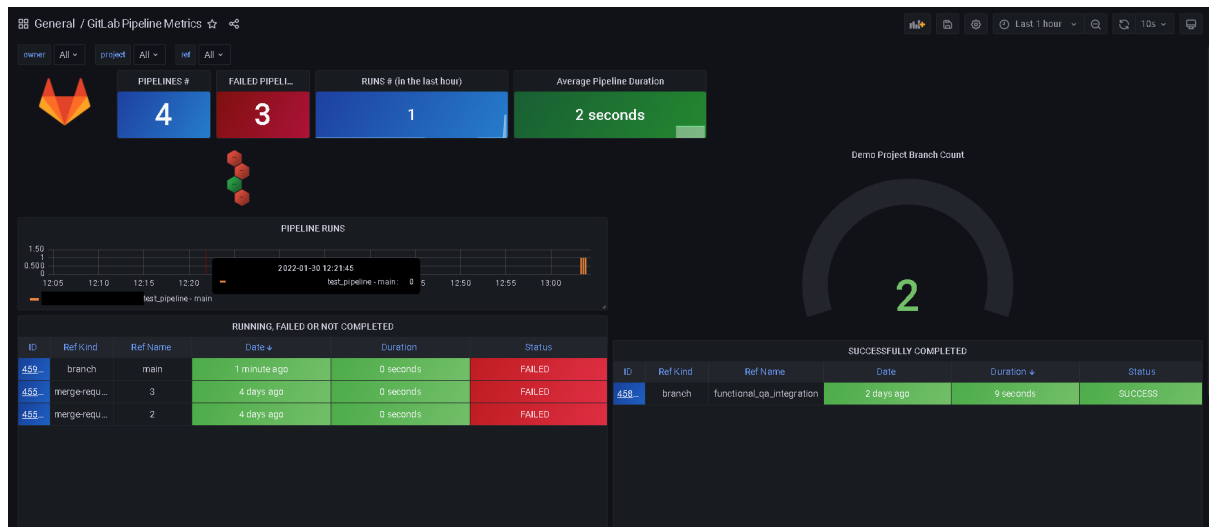 General / GitLab Pipeline Metrics
Last 1 hour
10s
owner All project All ref All
PIPELINES #
4
FAILED PIPELI...
3
RUNS # (in the last hour)
1
Average Pipeline Duration
2 seconds
Demo Project Branch Count
2
PIPELINE RUNS
1.50
1
0.500
0
12:05 12:10 12:15 12:20 5 12:50 12:55 13:00
2022-01-30 12:21:45
test_pipeline - main: 0
test_pipeline - main
RUNNING, FAILED OR NOT COMPLETED
ID Ref Kind Ref Name Date Duration Status
459... branch main 1 minute ago 0 seconds FAILED
455... merge-requ... 3 4 days ago 0 seconds FAILED
455... merge-requ... 2 4 days ago 0 seconds FAILED
SUCCESSFULLY COMPLETED
ID Ref Kind Ref Name Date Duration Status
458... branch functional_qa_integration 2 days ago 9 seconds SUCCESS